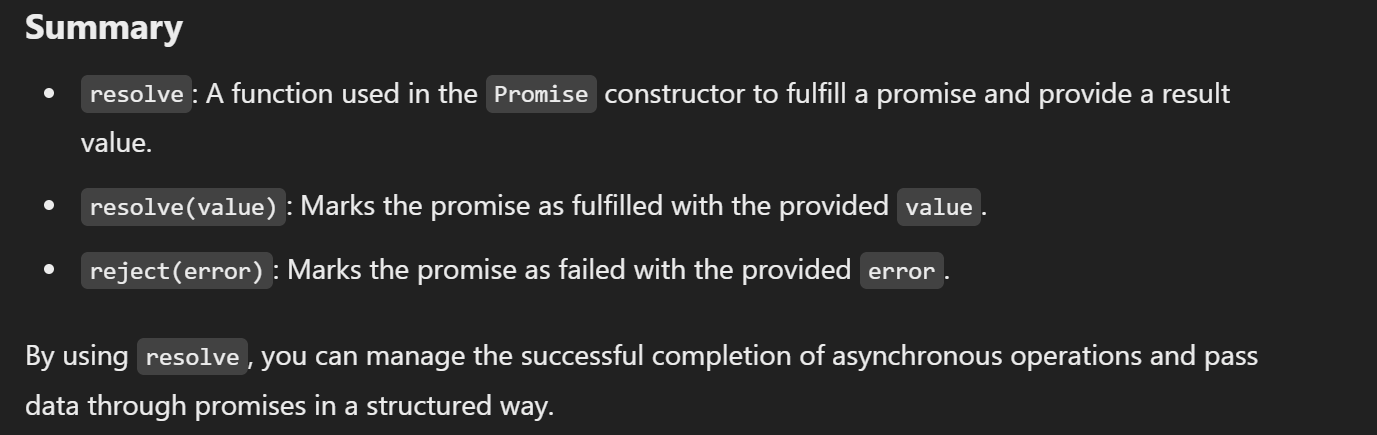 Summary
• resolve: A function used in the Promise constructor to fulfill a promise and provide a result
value.
• resolve(value): Marks the promise as fulfilled with the provided value.
• reject(error): Marks the promise as failed with the provided error.
By using resolve, you can manage the successful completion of asynchronous operations and pass
data through promises in a structured way.